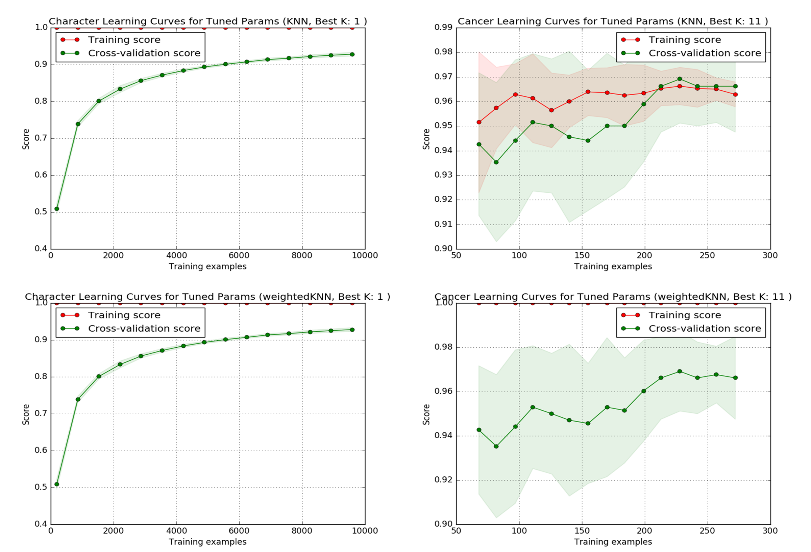 Character Learning Curves for Tuned Params (KNN, Best K: 1 )
1.0
0.9
0.8
0.7
0.6
0.5
0.4
Score
Training score
Cross-validation score
0
2000
4000
6000
8000
10000
Training examples
Cancer Learning Curves for Tuned Params (KNN, Best K: 11 )
0.99
0.98
0.97
0.96
0.95
0.94
0.93
0.92
0.91
0.90
Score
Training score
Cross-validation score
50
100
150
200
250
300
Training examples
Character Learning Curves for Tuned Params (weightedKNN, Best K: 1 )
1.0
0.9
0.8
0.7
0.6
0.5
0.4
Score
Training score
Cross-validation score
0
2000
4000
6000
8000
10000
Training examples
Cancer Learning Curves for Tuned Params (weightedKNN, Best K: 11 )
1.00
0.98
0.96
0.94
0.92
0.90
Score
Training score
Cross-validation score
50
100
150
200
250
300
Training examples